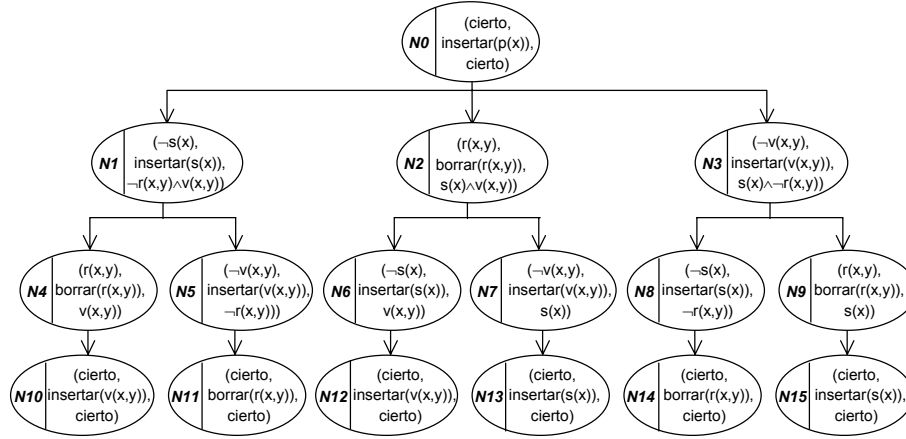 N0
(cierto,
insertar(p(x)),
cierto)
N1
(¬s(x),
insertar(s(x)),
¬r(x,y)∧v(x,y))
N2
(r(x,y),
borrar(r(x,y)),
s(x)∧v(x,y))
N3
(¬v(x,y),
insertar(v(x,y)),
s(x)∧¬r(x,y))
N4
(r(x,y),
borrar(r(x,y)),
v(x,y))
N5
(¬v(x,y),
insertar(v(x,y)),
¬r(x,y)))
N6
(¬s(x),
insertar(s(x)),
v(x,y))
N7
(¬v(x,y),
insertar(v(x,y)),
s(x))
N8
(¬s(x),
insertar(s(x)),
¬r(x,y))
N9
(r(x,y),
borrar(r(x,y)),
s(x))
N10
(cierto,
insertar(v(x,y)),
cierto)
N11
(cierto,
borrar(r(x,y)),
cierto)
N12
(cierto,
insertar(v(x,y)),
cierto)
N13
(cierto,
insertar(s(x)),
cierto)
N14
(cierto,
borrar(r(x,y)),
cierto)
N15
(cierto,
insertar(s(x)),
cierto)